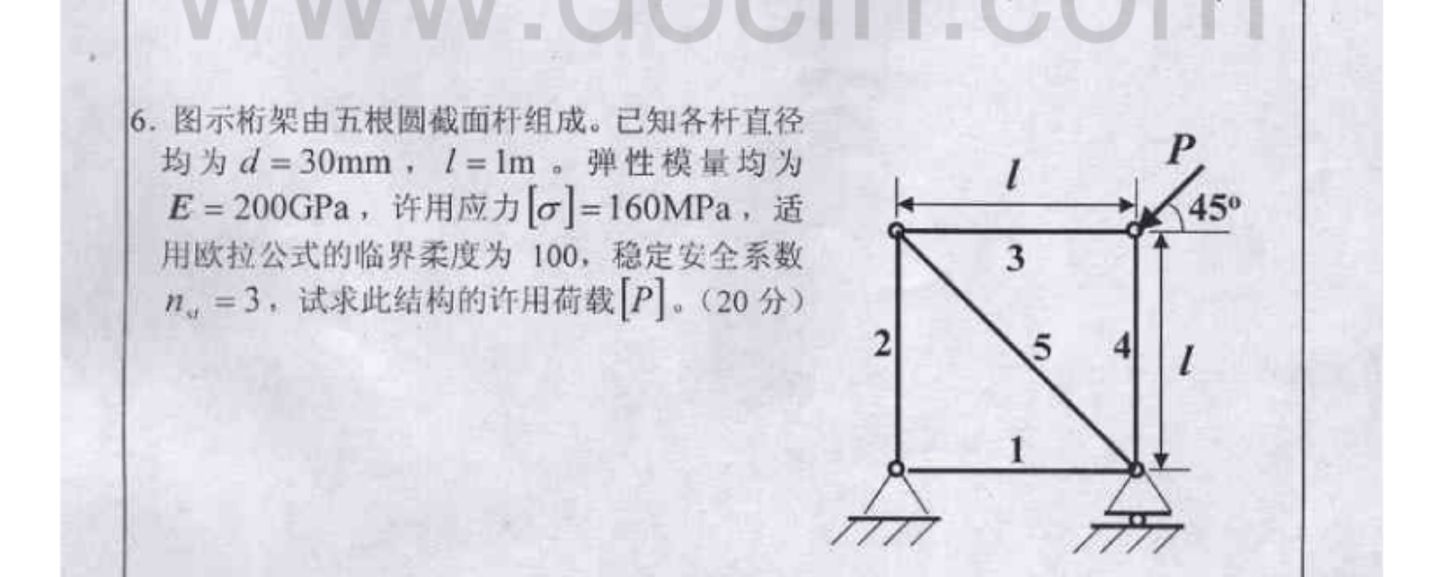 www.docin.com
6. 图示桁架由五根圆截面杆组成。已知各杆直径
均为 d = 30mm，l = 1m 。弹性模量均为
E = 200GPa，许用应力[σ]=160MPa，适
用欧拉公式的临界柔度为 100，稳定安全系数
n_st = 3，试求此结构的许用荷载[P]。（20 分）
P
l
45°
3
2
5
4
l
1